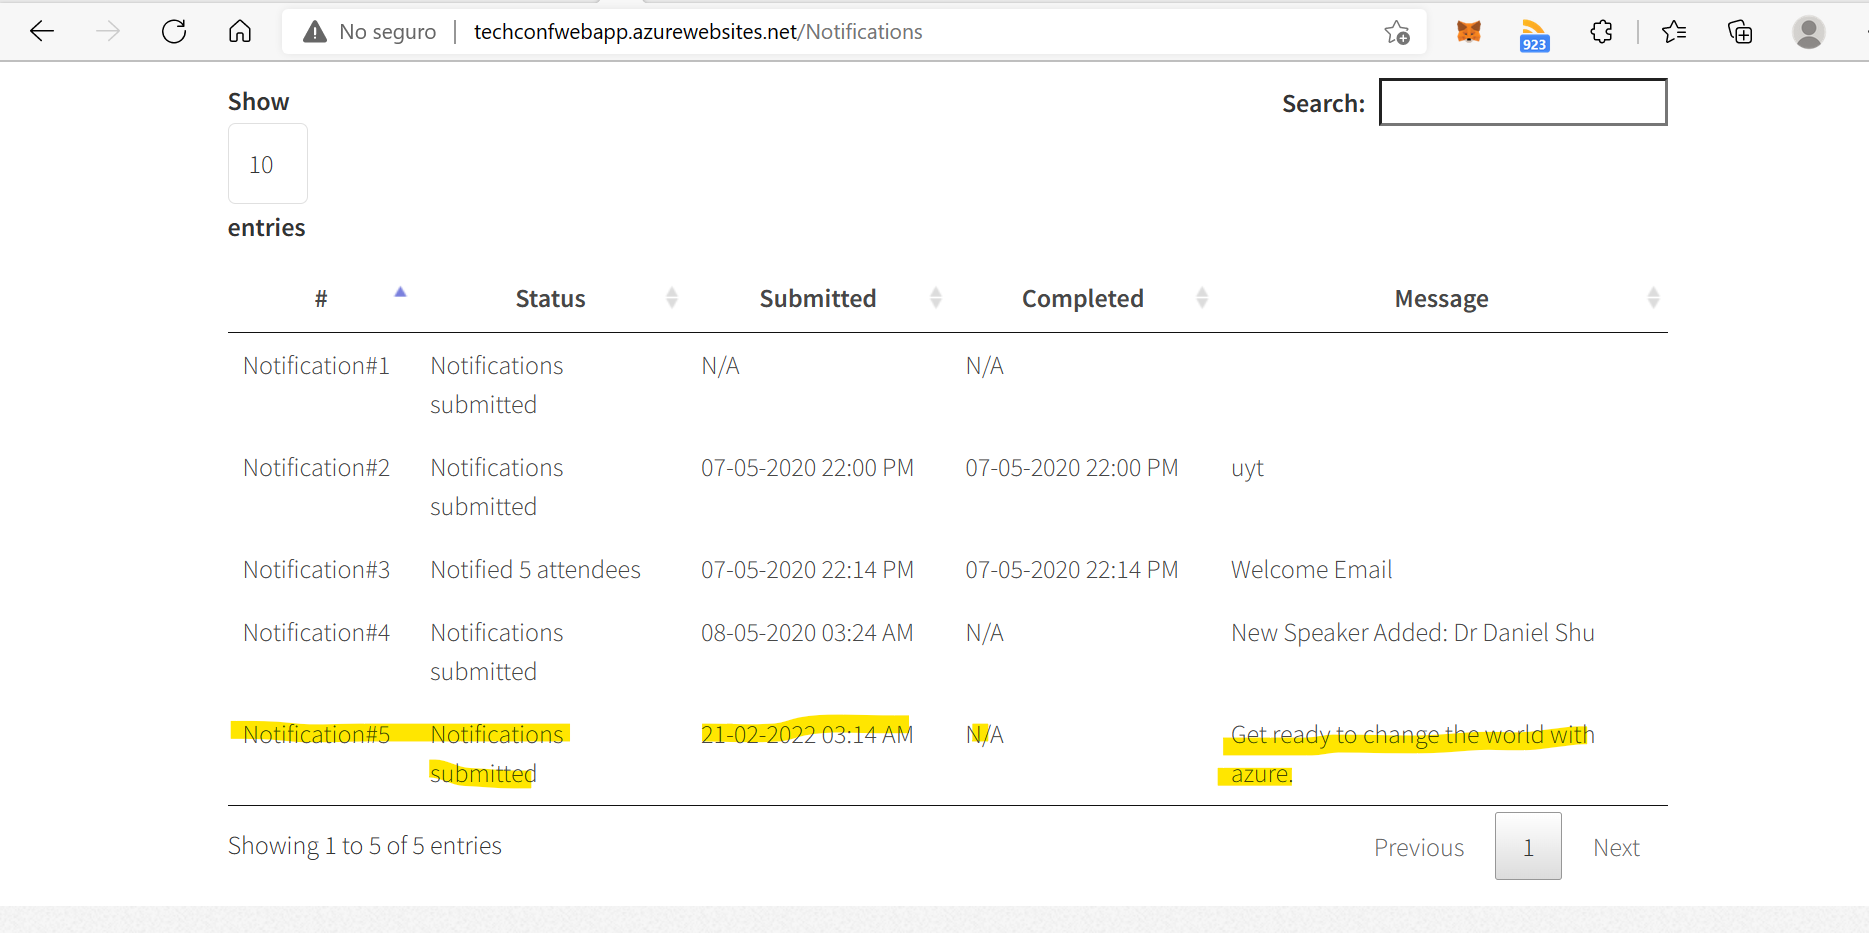 No seguro | techconfwebapp.azurewebsites.net/Notifications
923
Show
10
entries
Search:
# Status Submitted Completed Message
Notification#1 Notifications N/A N/A
submitted
Notification#2 Notifications 07-05-2020 22:00 PM 07-05-2020 22:00 PM uyt
submitted
Notification#3 Notified 5 attendees 07-05-2020 22:14 PM 07-05-2020 22:14 PM Welcome Email
Notification#4 Notifications 08-05-2020 03:24 AM N/A New Speaker Added: Dr Daniel Shu
submitted
Notification#5 Notifications 21-02-2022 03:14 AM N/A Get ready to change the world with
submitted azure.
Showing 1 to 5 of 5 entries
Previous 1 Next